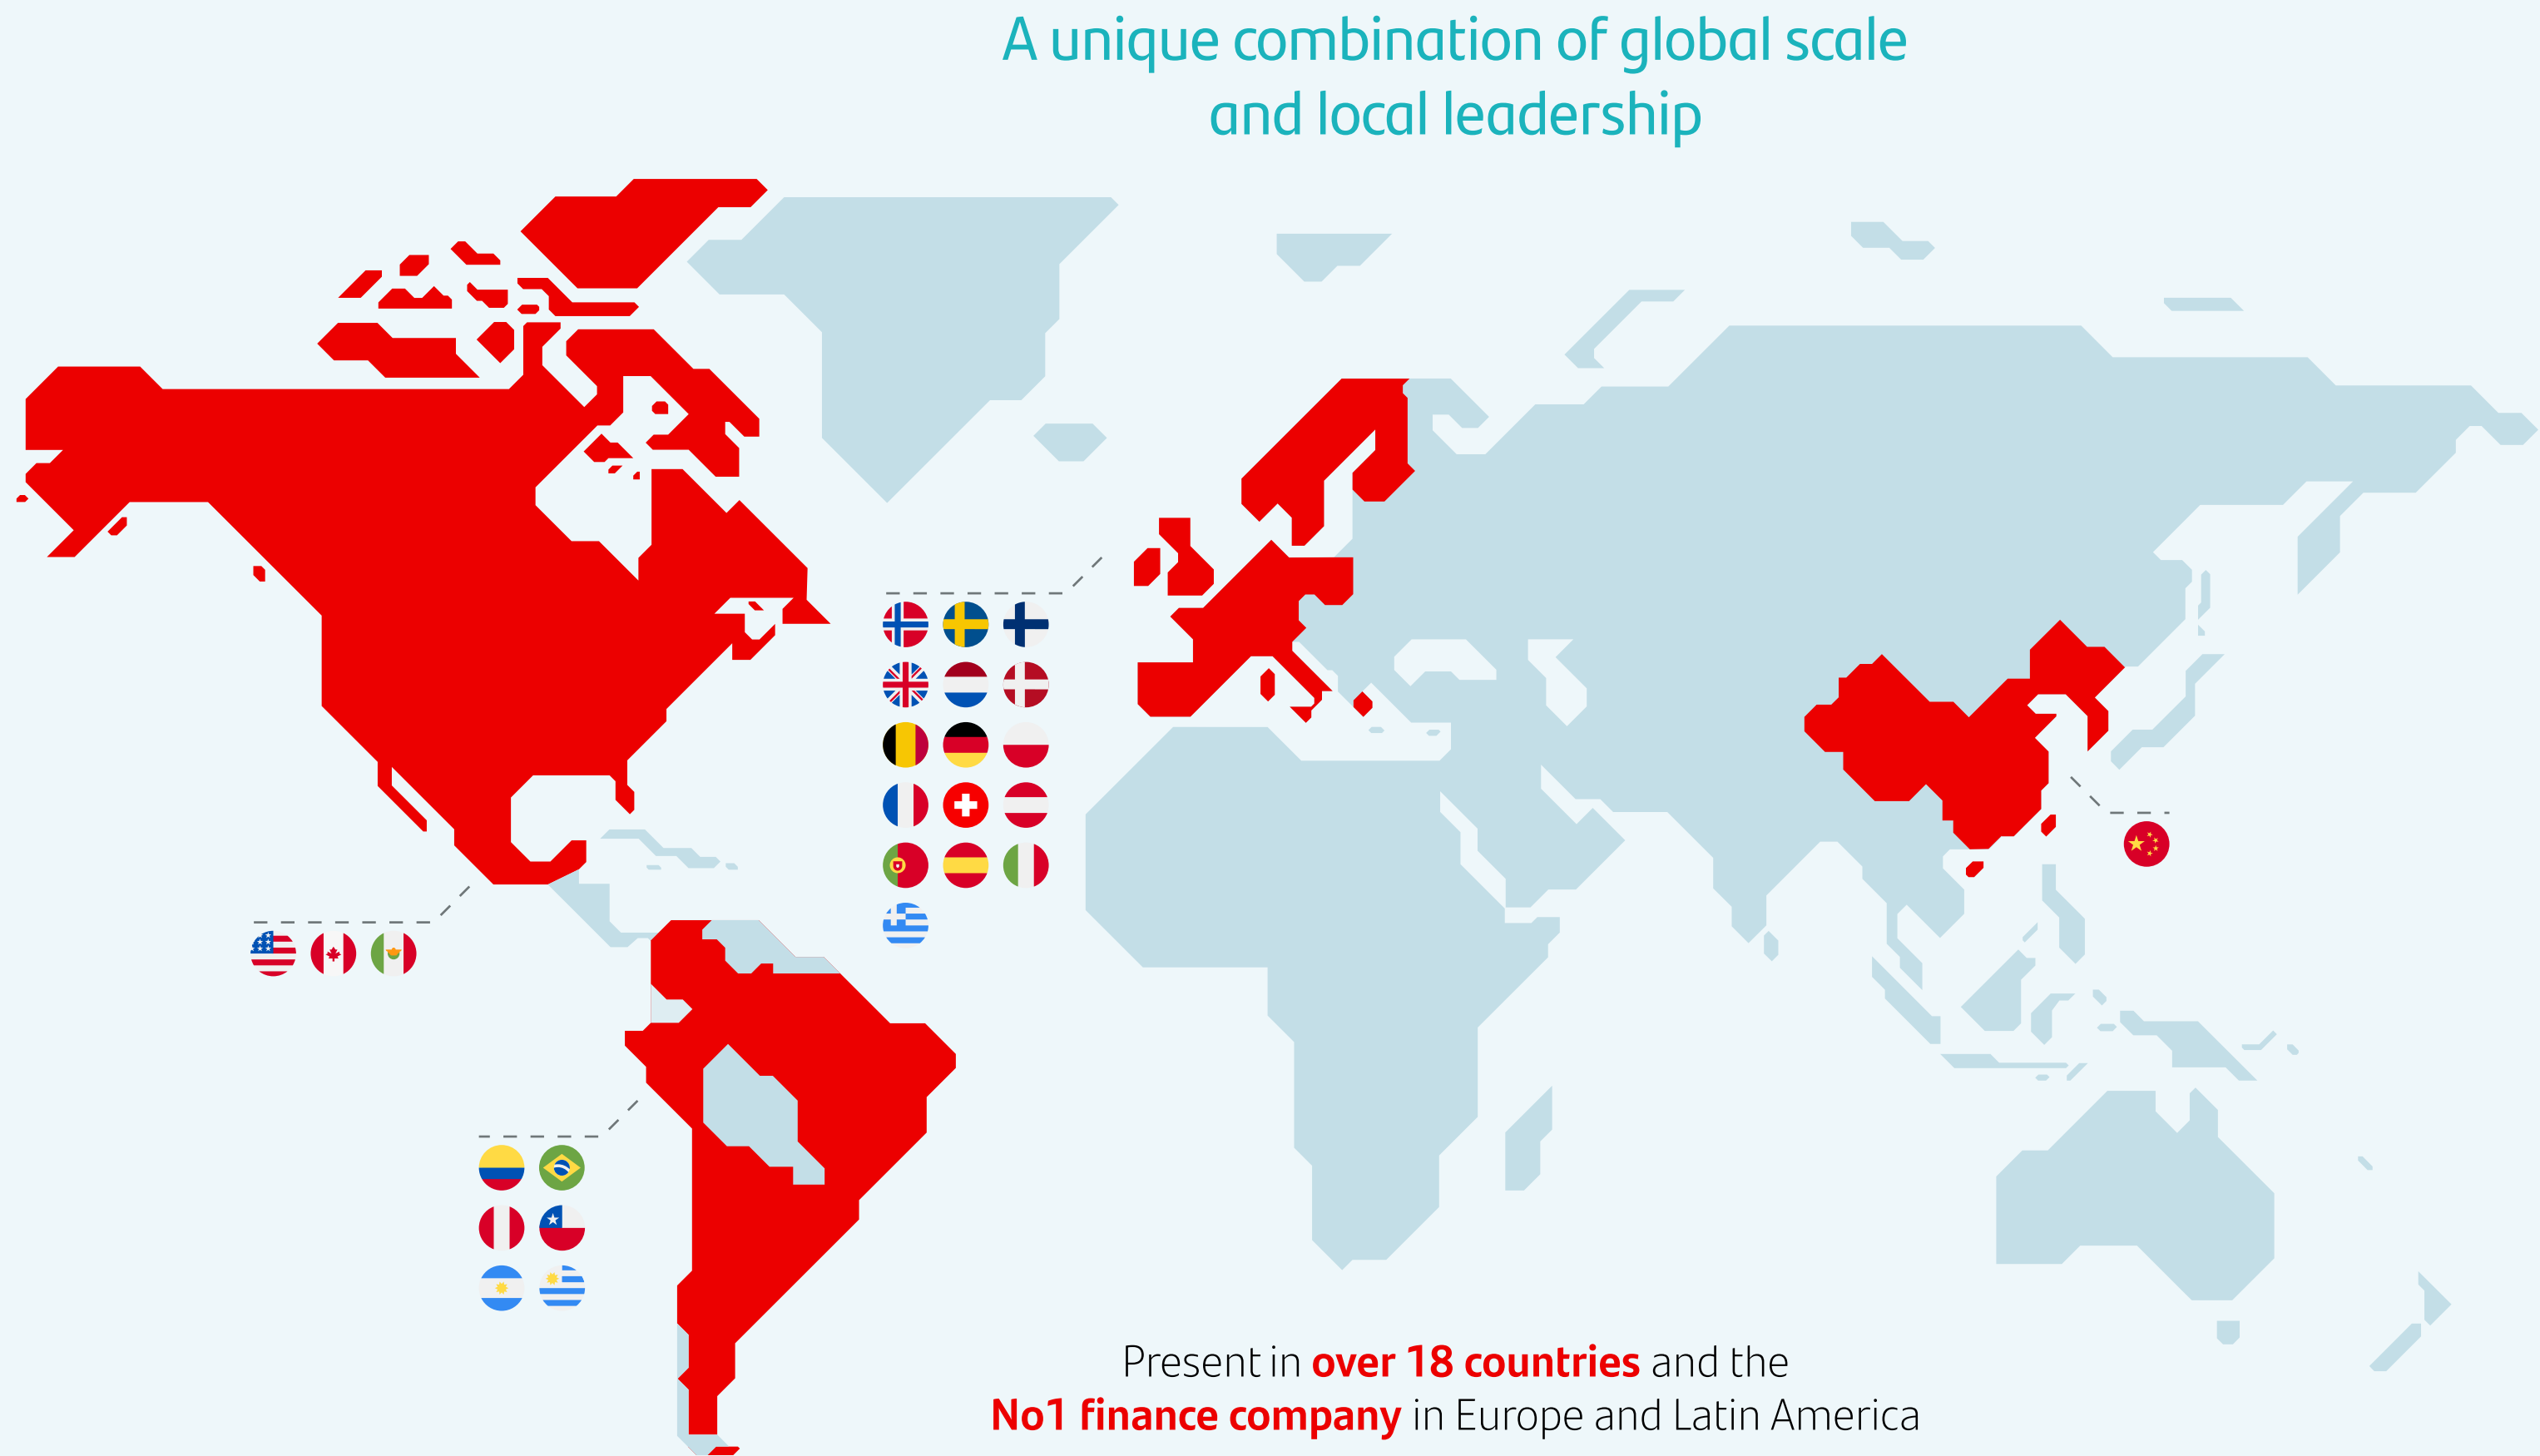 A unique combination of global scale
and local leadership
Present in over 18 countries and the
No1 finance company in Europe and Latin America